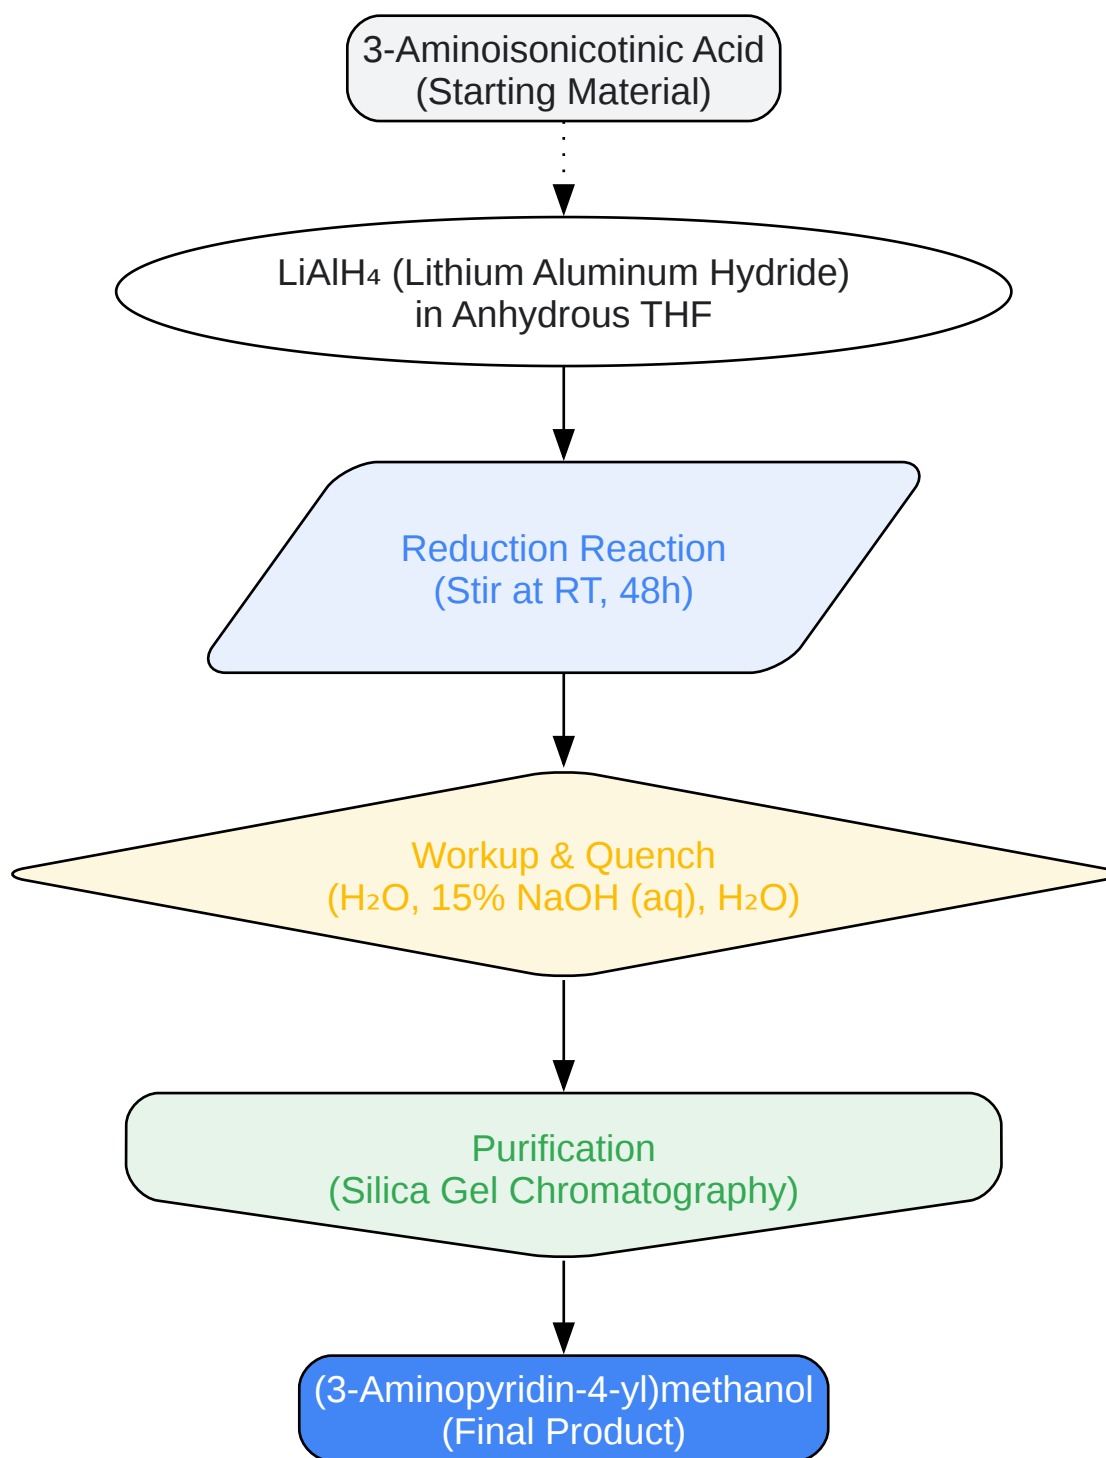 3-Aminoisonicotinic Acid
(Starting Material)
LiAlH₄ (Lithium Aluminum Hydride)
in Anhydrous THF
Reduction Reaction
(Stir at RT, 48h)
Workup & Quench
(H₂O, 15% NaOH (aq), H₂O)
Purification
(Silica Gel Chromatography)
(3-Aminopyridin-4-yl)methanol
(Final Product)